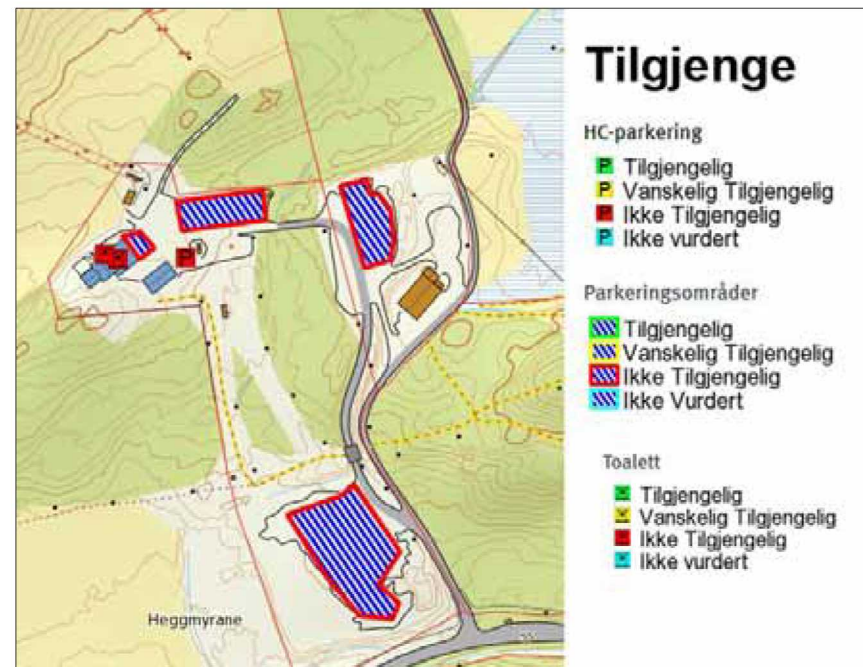 Tilgjenge
HC-parkering
P Tilgjengelig
P Vanskelig Tilgjengelig
P Ikke Tilgjengelig
P Ikke vurdert
Parkeringsområder
Tilgjengelig
Vanskelig Tilgjengelig
Ikke Tilgjengelig
Ikke Vurdert
Toalett
Tilgjengelig
Vanskelig Tilgjengelig
Ikke Tilgjengelig
Ikke vurdert
P
Heggmyrane